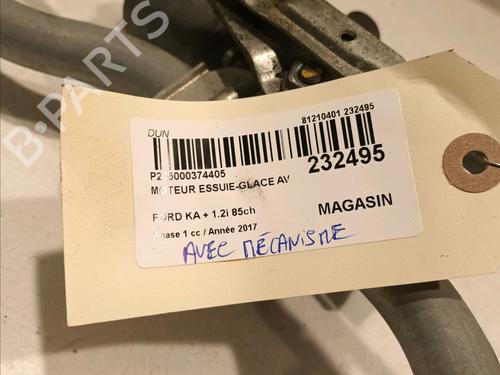 DUN
81210401 232495
P215000374405
232495
MOTEUR ESSUIE-GLACE AV
FORD KA + 1.2i 85ch
MAGASIN
Phase 1 cc / Année 2017
AVEC MÉCANISME
B-PARTS